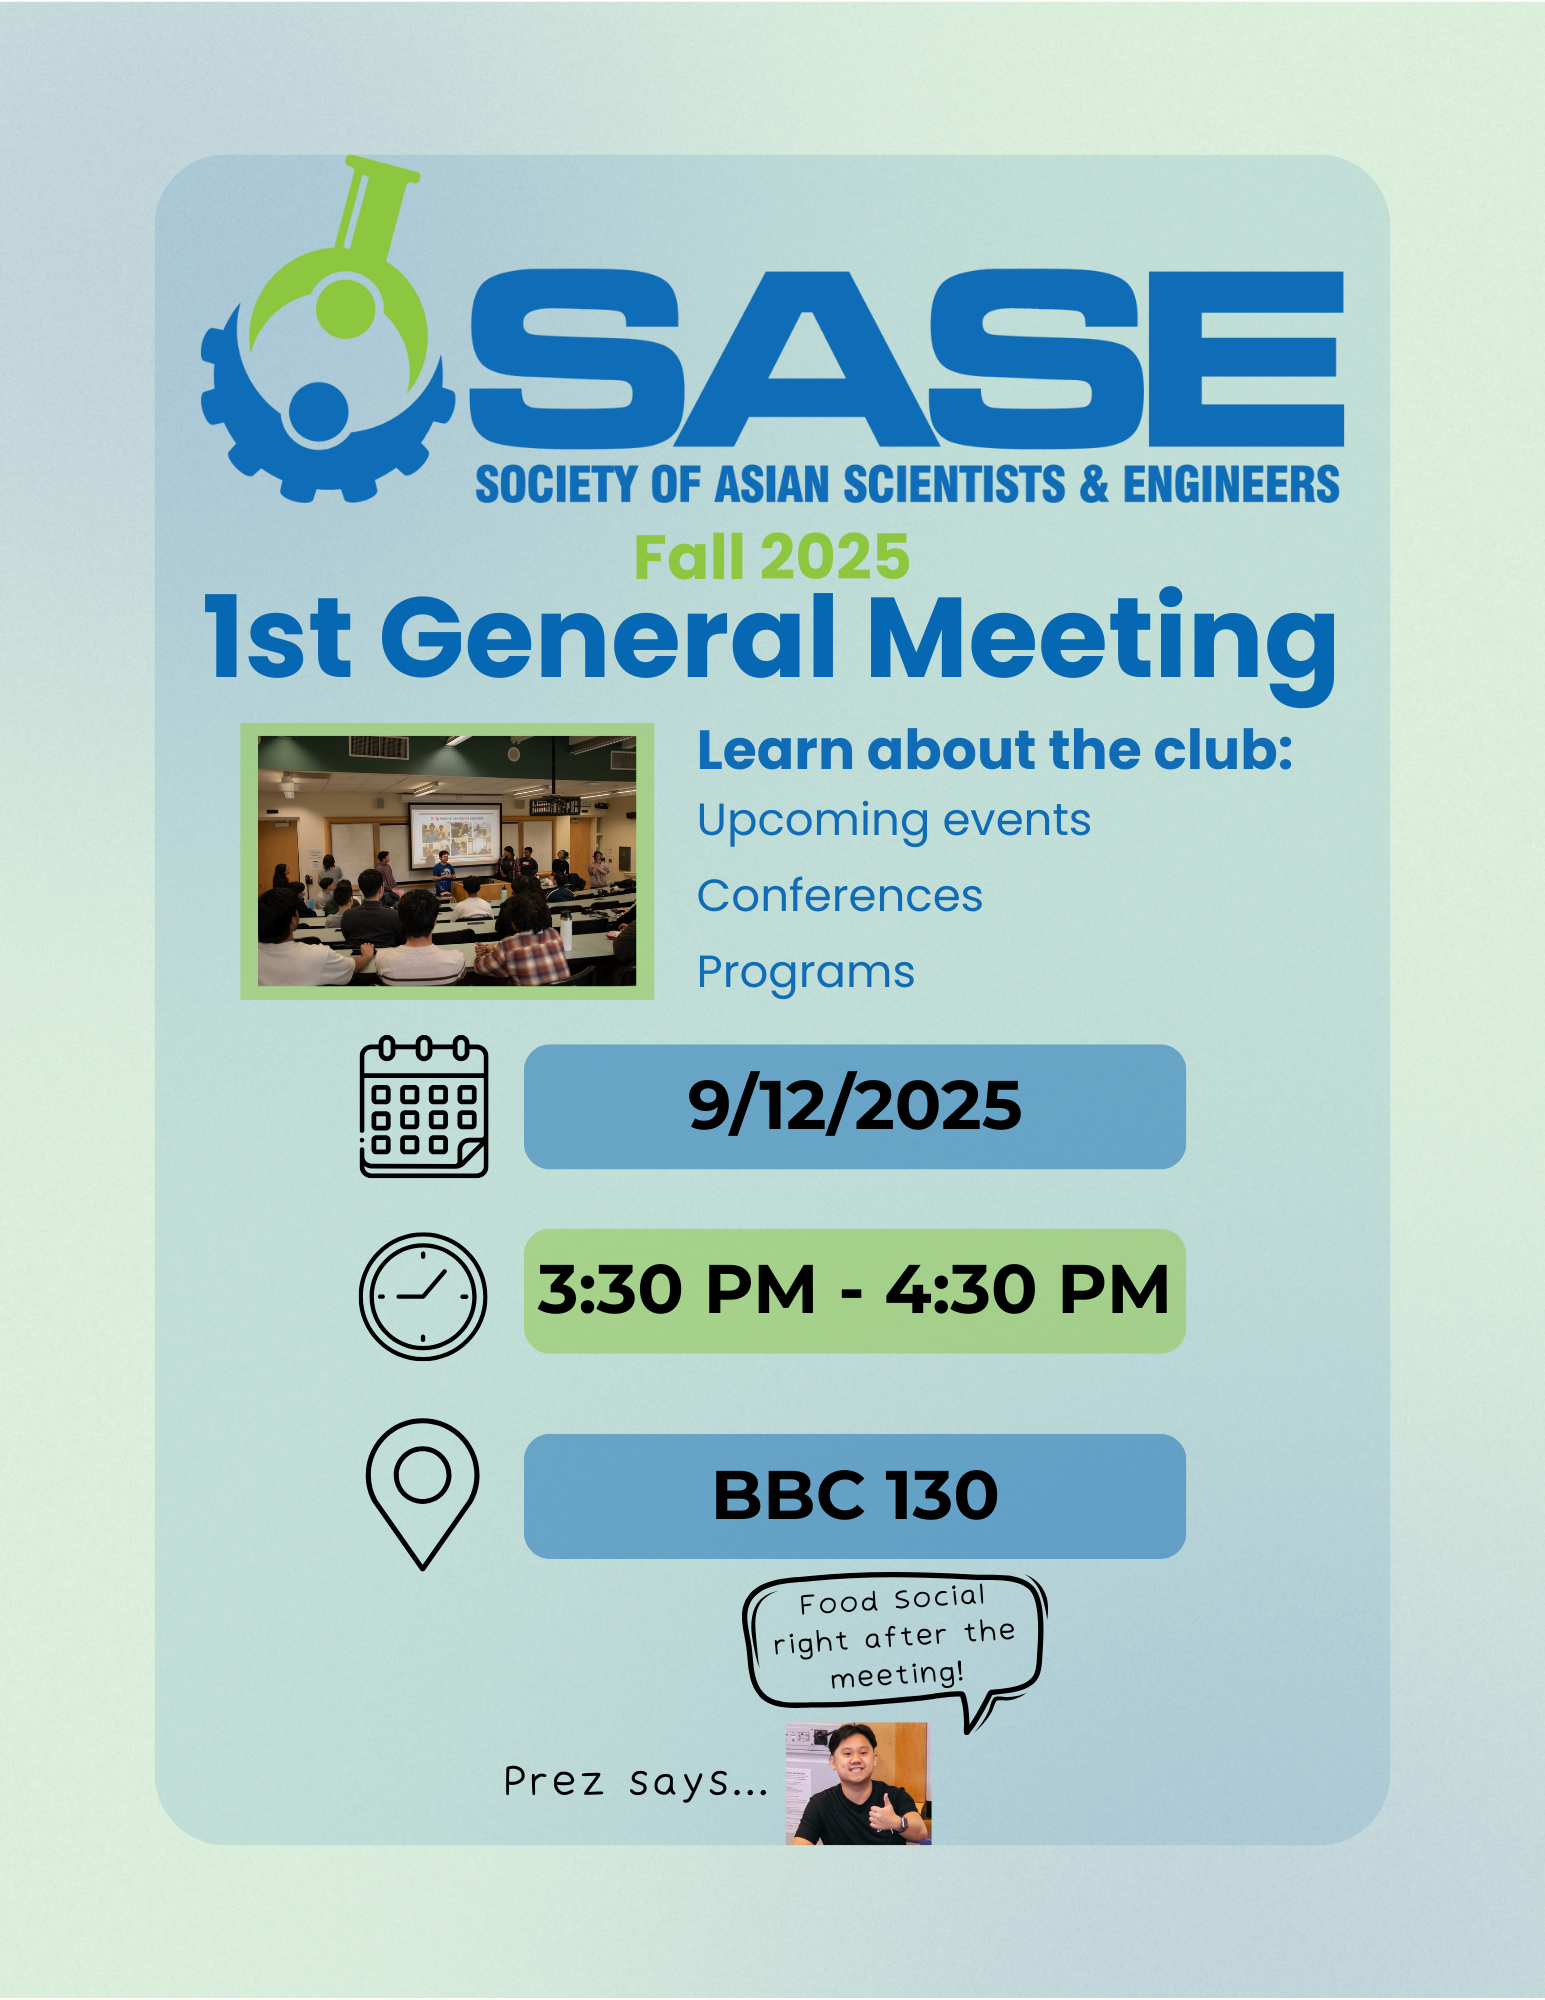 SASE
SOCIETY OF ASIAN SCIENTISTS & ENGINEERS
Fall 2025
1st General Meeting
Learn about the club:
Upcoming events
Conferences
Programs
9/12/2025
3:30 PM - 4:30 PM
BBC 130
Food Social
right after the
meeting!
Prez says...